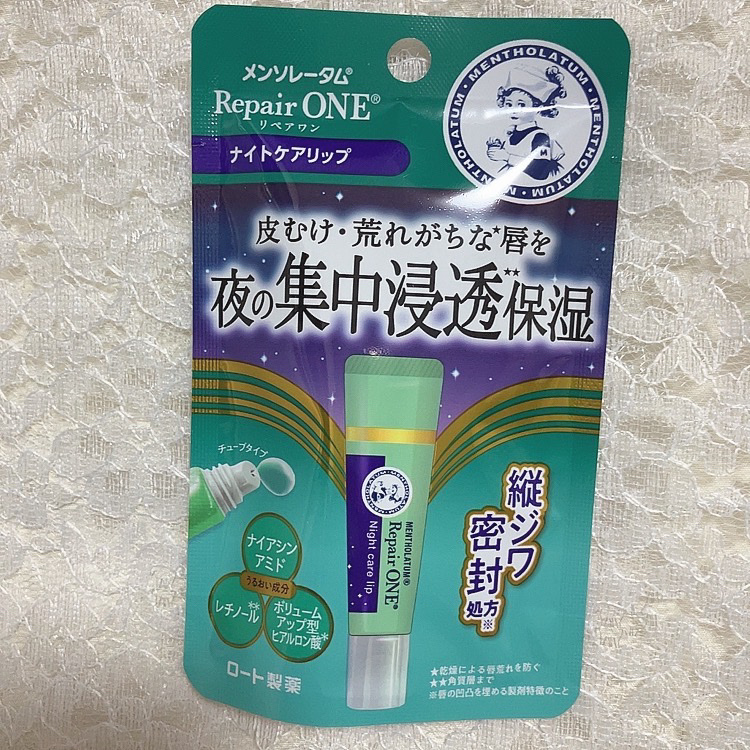 メンソレータム®
Repair ONE®
リペアワン
ナイトケアリップ
MENTHOLATUM・MENTHOLATUM・MENTHOLATUM・
M
皮むけ・荒れがちな★唇を
夜の集中浸透★★保湿
チューブタイプ
ナイアシン
アミド
うるおい成分
レチノール**
ボリューム
アップ型
ヒアルロン酸*
ロート製薬
MENTHOLATUM®
Repair ONE®
Night care lip
縦ジワ
密封
処方※
★乾燥による唇荒れを防ぐ
★★角質層まで
※唇の凹凸を埋める製剤特徴のこと